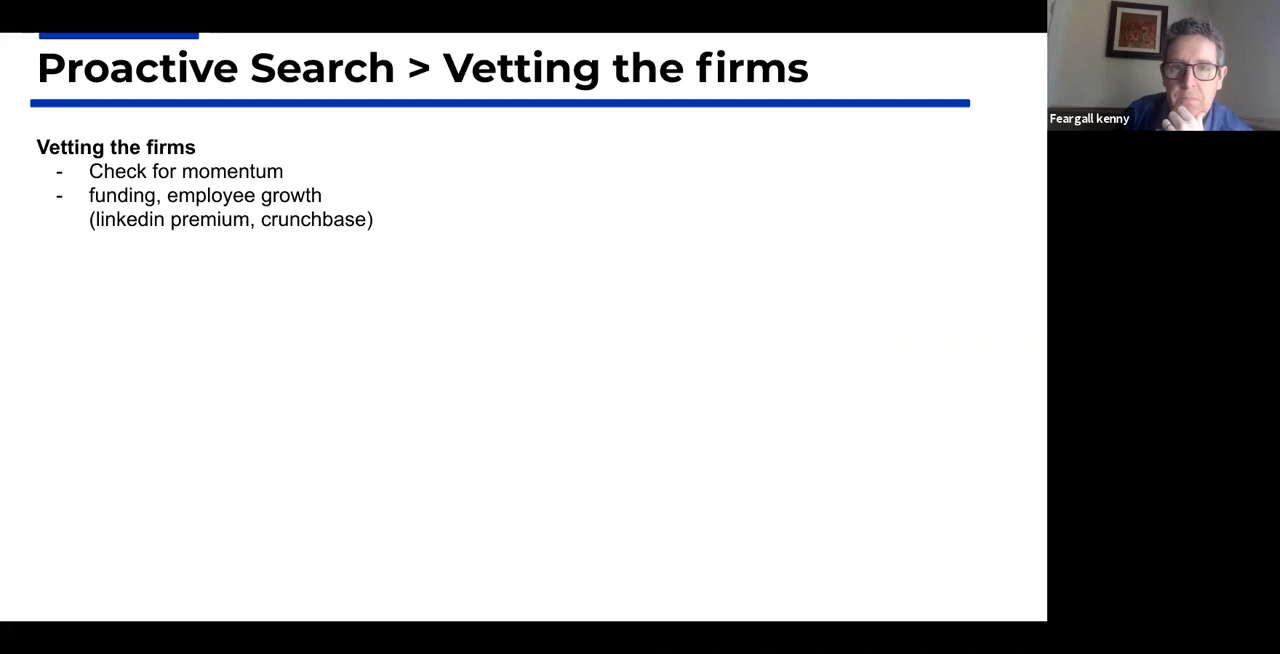 Proactive Search > Vetting the firms
Feargall kenny
Vetting the firms
- Check for momentum
- funding, employee growth
(linkedin premium, crunchbase)